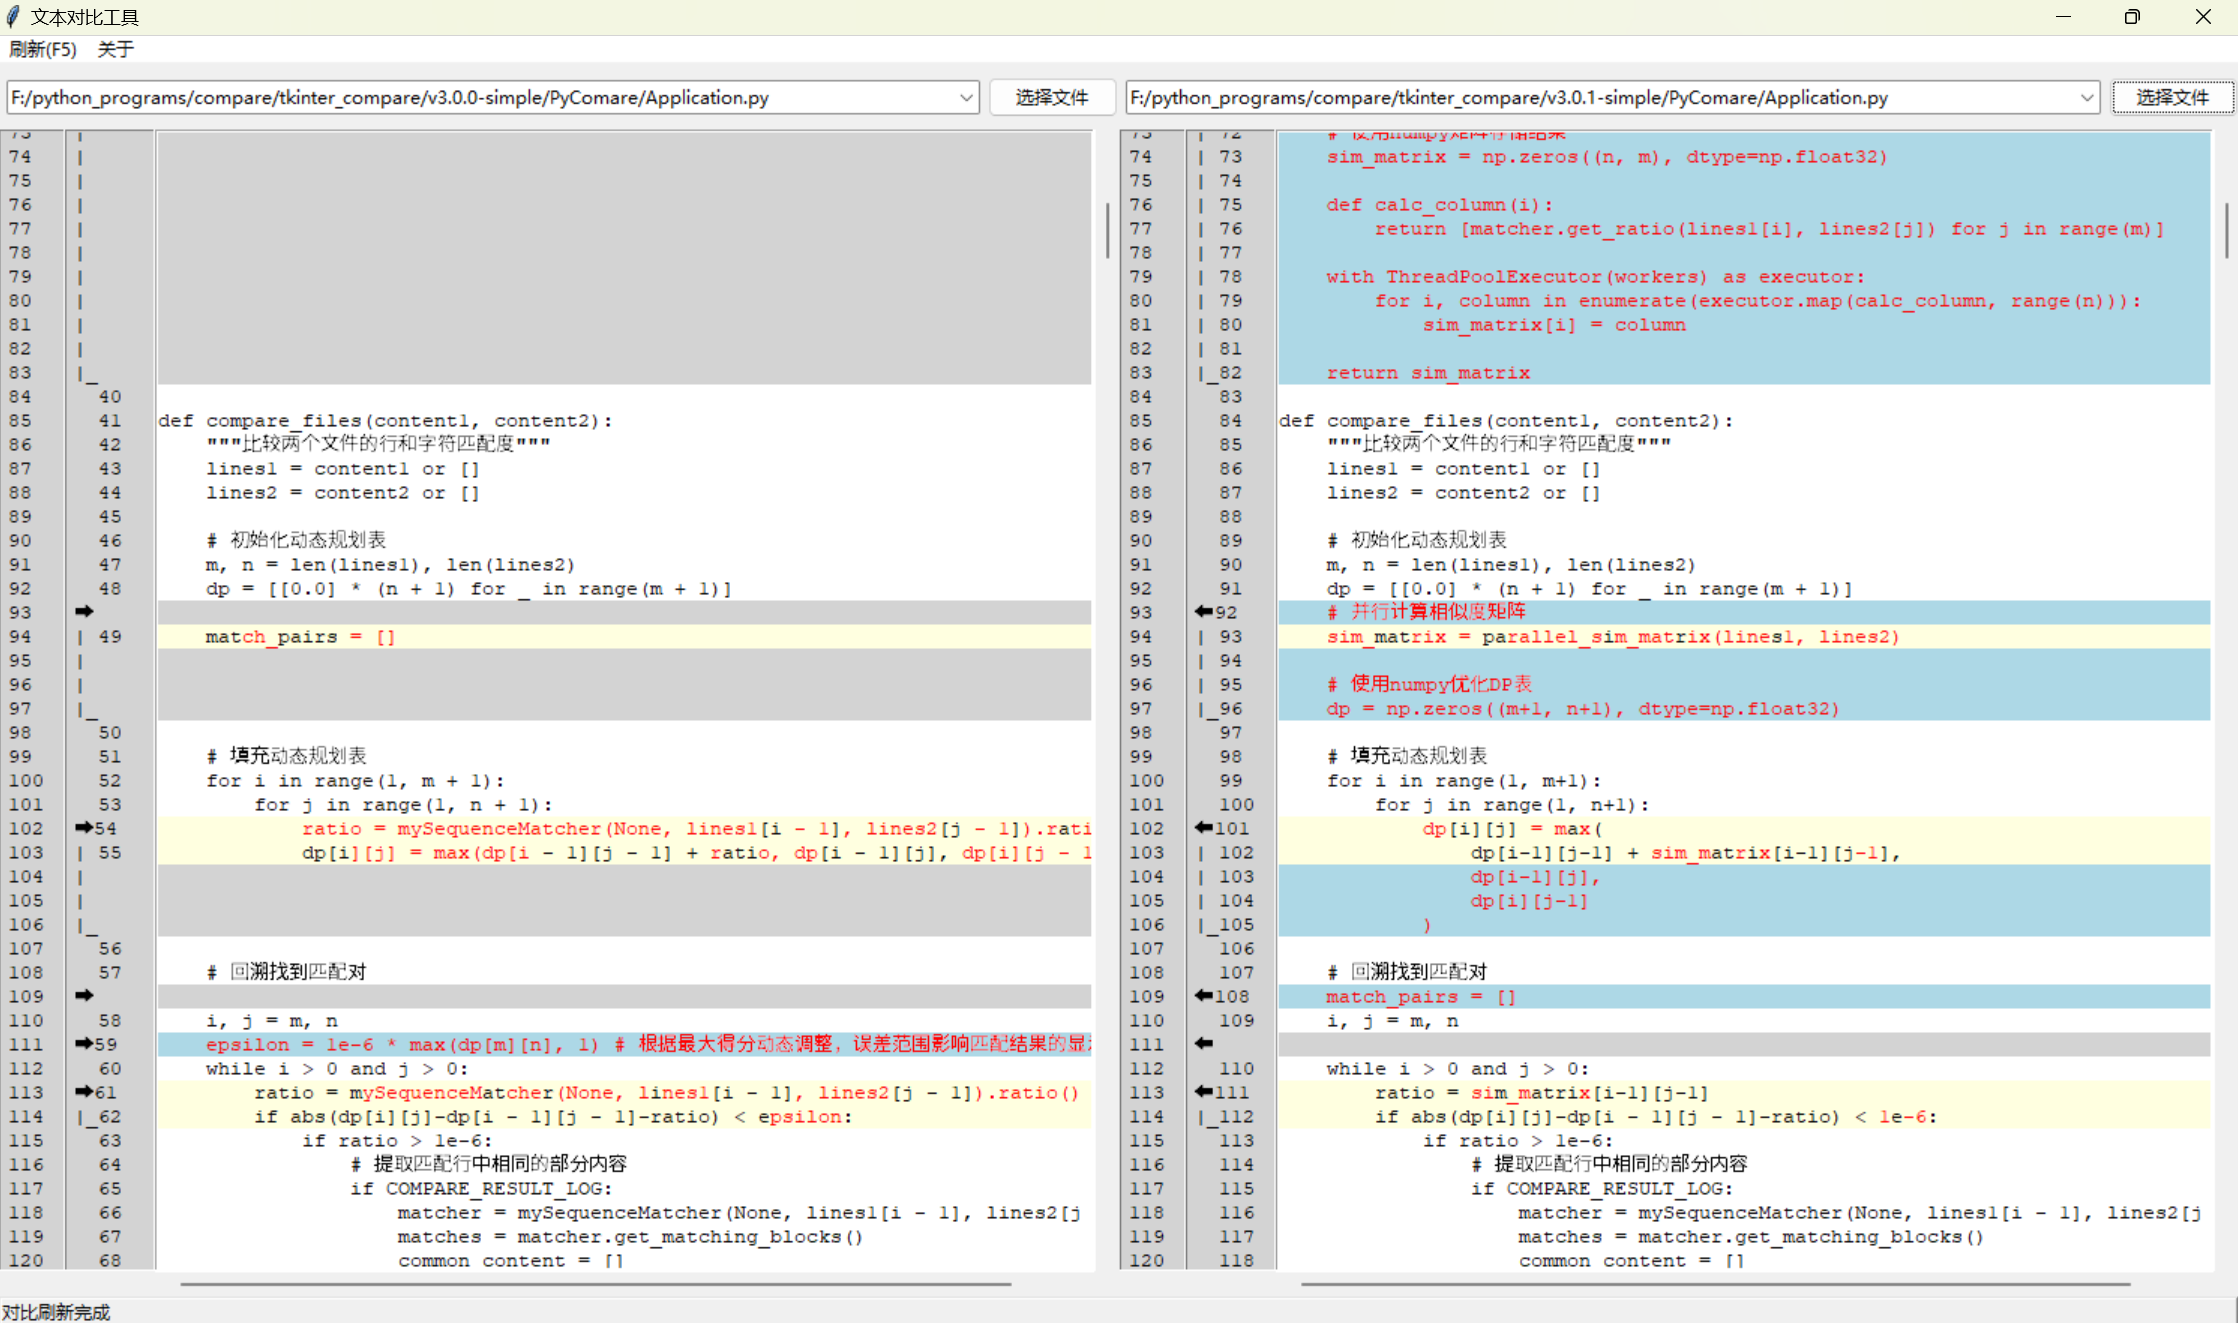 文本对比工具
刷新(F5) 关于
F:/python_programs/compare/tkinter_compare/v3.0.0-simple/PyComare/Application.py 选择文件 F:/python_programs/compare/tkinter_compare/v3.0.1-simple/PyComare/Application.py 选择文件
73 |
74 |
75 |
76 |
77 |
78 |
79 |
80 |
81 |
82 |
83 |_
84 40
85 41 def compare_files(content1, content2):
86 42     """比较两个文件的行和字符匹配度"""
87 43     lines1 = content1 or []
88 44     lines2 = content2 or []
89 45
90 46     # 初始化动态规划表
91 47     m, n = len(lines1), len(lines2)
92 48     dp = [[0.0] * (n + 1) for _ in range(m + 1)]
93 ➡
94 | 49     match_pairs = []
95 |
96 |
97 |_
98 50
99 51     # 填充动态规划表
100 52     for i in range(1, m + 1):
101 53         for j in range(1, n + 1):
102 ➡54             ratio = mySequenceMatcher(None, lines1[i - 1], lines2[j - 1]).rati
103 | 55             dp[i][j] = max(dp[i - 1][j - 1] + ratio, dp[i - 1][j], dp[i][j - 1
104 |
105 |
106 |_
107 56
108 57     # 回溯找到匹配对
109 ➡
110 58     i, j = m, n
111 ➡59     epsilon = 1e-6 * max(dp[m][n], 1) # 根据最大得分动态调整，误差范围影响匹配结果的显
112 60     while i > 0 and j > 0:
113 ➡61         ratio = mySequenceMatcher(None, lines1[i - 1], lines2[j - 1]).ratio()
114 |_62         if abs(dp[i][j]-dp[i - 1][j - 1]-ratio) < epsilon:
115 63             if ratio > 1e-6:
116 64                 # 提取匹配行中相同的部分内容
117 65                 if COMPARE_RESULT_LOG:
118 66                     matcher = mySequenceMatcher(None, lines1[i - 1], lines2[j
119 67                     matches = matcher.get_matching_blocks()
120 68                     common_content = []
73 | 72     # 使用numpy矩阵存储结果
74 | 73     sim_matrix = np.zeros((n, m), dtype=np.float32)
75 | 74
76 | 75     def calc_column(i):
77 | 76         return [matcher.get_ratio(lines1[i], lines2[j]) for j in range(m)]
78 | 77
79 | 78     with ThreadPoolExecutor(workers) as executor:
80 | 79         for i, column in enumerate(executor.map(calc_column, range(n))):
81 | 80             sim_matrix[i] = column
82 | 81
83 |_82     return sim_matrix
84 83
85 84 def compare_files(content1, content2):
86 85     """比较两个文件的行和字符匹配度"""
87 86     lines1 = content1 or []
88 87     lines2 = content2 or []
89 88
90 89     # 初始化动态规划表
91 90     m, n = len(lines1), len(lines2)
92 91     dp = [[0.0] * (n + 1) for _ in range(m + 1)]
93 ⬅92     # 并行计算相似度矩阵
94 | 93     sim_matrix = parallel_sim_matrix(lines1, lines2)
95 | 94
96 | 95     # 使用numpy优化DP表
97 |_96     dp = np.zeros((m+1, n+1), dtype=np.float32)
98 97
99 98     # 填充动态规划表
100 99     for i in range(1, m+1):
101 100         for j in range(1, n+1):
102 ⬅101             dp[i][j] = max(
103 | 102                 dp[i-1][j-1] + sim_matrix[i-1][j-1],
104 | 103                 dp[i-1][j],
105 | 104                 dp[i][j-1]
106 |_105             )
107 106
108 107     # 回溯找到匹配对
109 ⬅108     match_pairs = []
110 109     i, j = m, n
111 ⬅
112 110     while i > 0 and j > 0:
113 ⬅111         ratio = sim_matrix[i-1][j-1]
114 |_112         if abs(dp[i][j]-dp[i - 1][j - 1]-ratio) < 1e-6:
115 113             if ratio > 1e-6:
116 114                 # 提取匹配行中相同的部分内容
117 115                 if COMPARE_RESULT_LOG:
118 116                     matcher = mySequenceMatcher(None, lines1[i - 1], lines2[j
119 117                     matches = matcher.get_matching_blocks()
120 118                     common_content = []
对比刷新完成